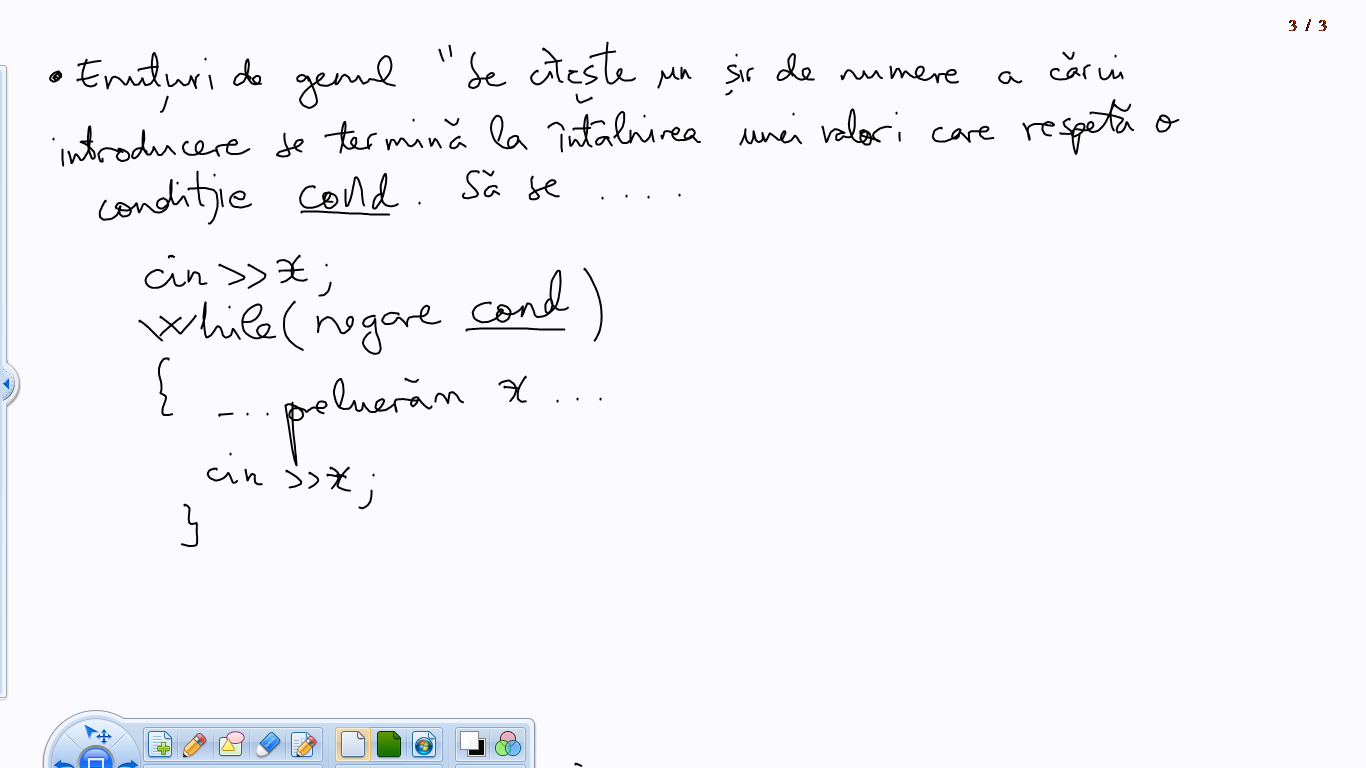 3 / 3
• Enunțuri de genul "Se citește un șir de numere a cărui
introducere se termină la întâlnirea unei valori care respetă o
condiție cond. Să se ....
cin >> x;
while(negare cond)
{ ... prelucrăm x ...
cin >> x;
}